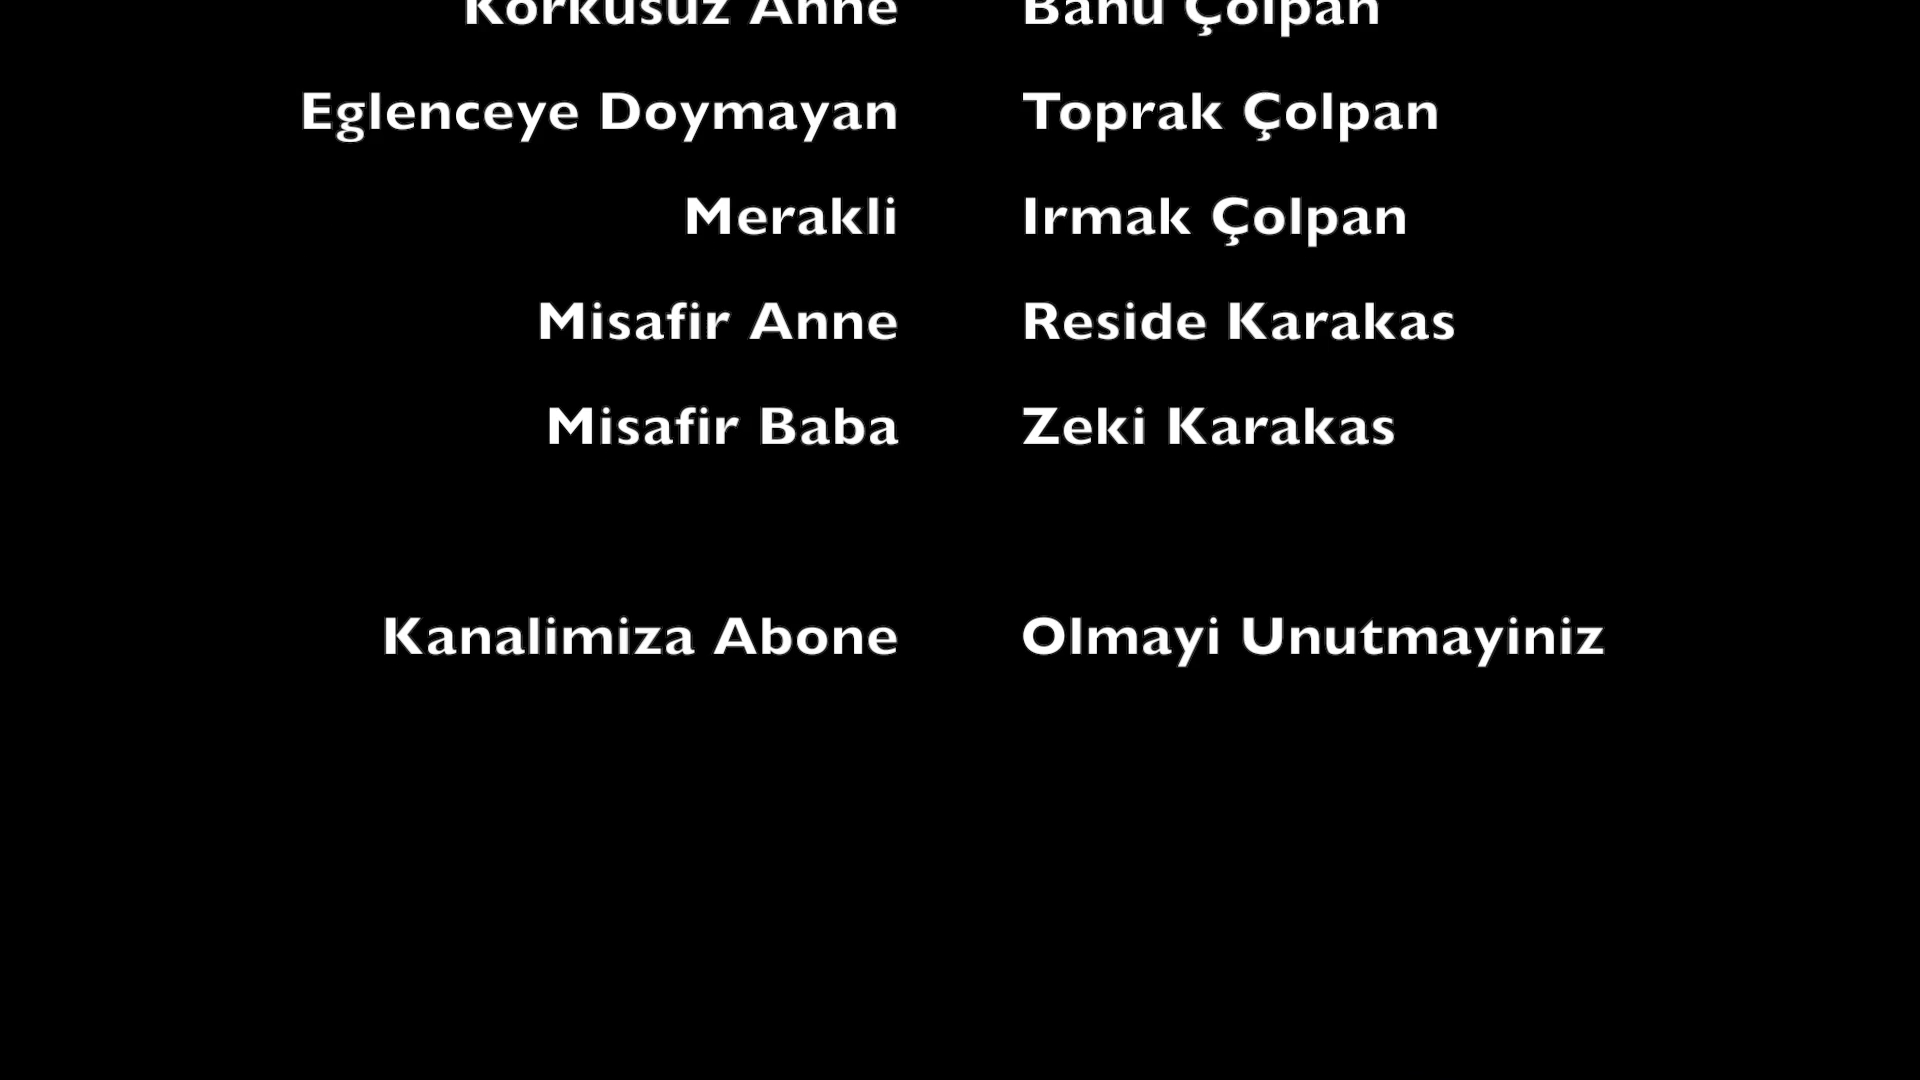 Korkusuz Anne Banu Çolpan
Eglenceye Doymayan Toprak Çolpan
Merakli Irmak Çolpan
Misafir Anne Reside Karakas
Misafir Baba Zeki Karakas
Kanalimiza Abone Olmayi Unutmayiniz